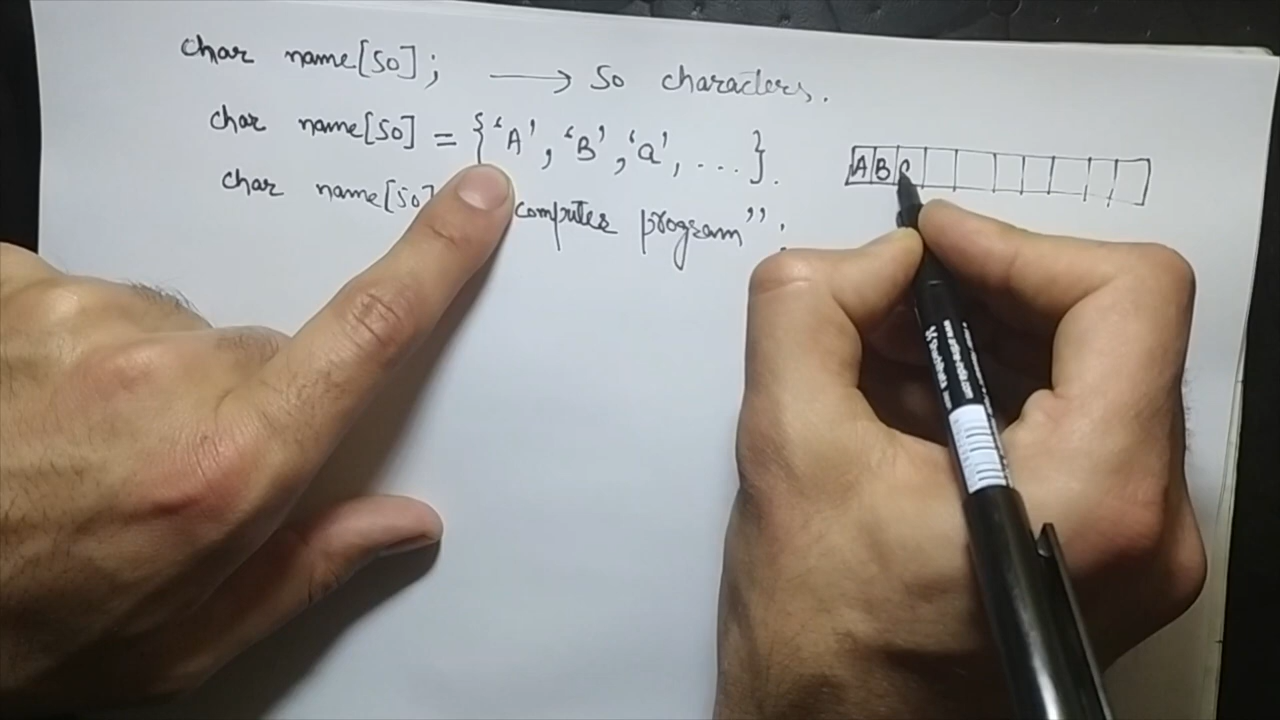 char name[50]; → 50 characters.
char name[50] = {'A', 'B', 'a', ...}.
char name[50] computer program";
A B